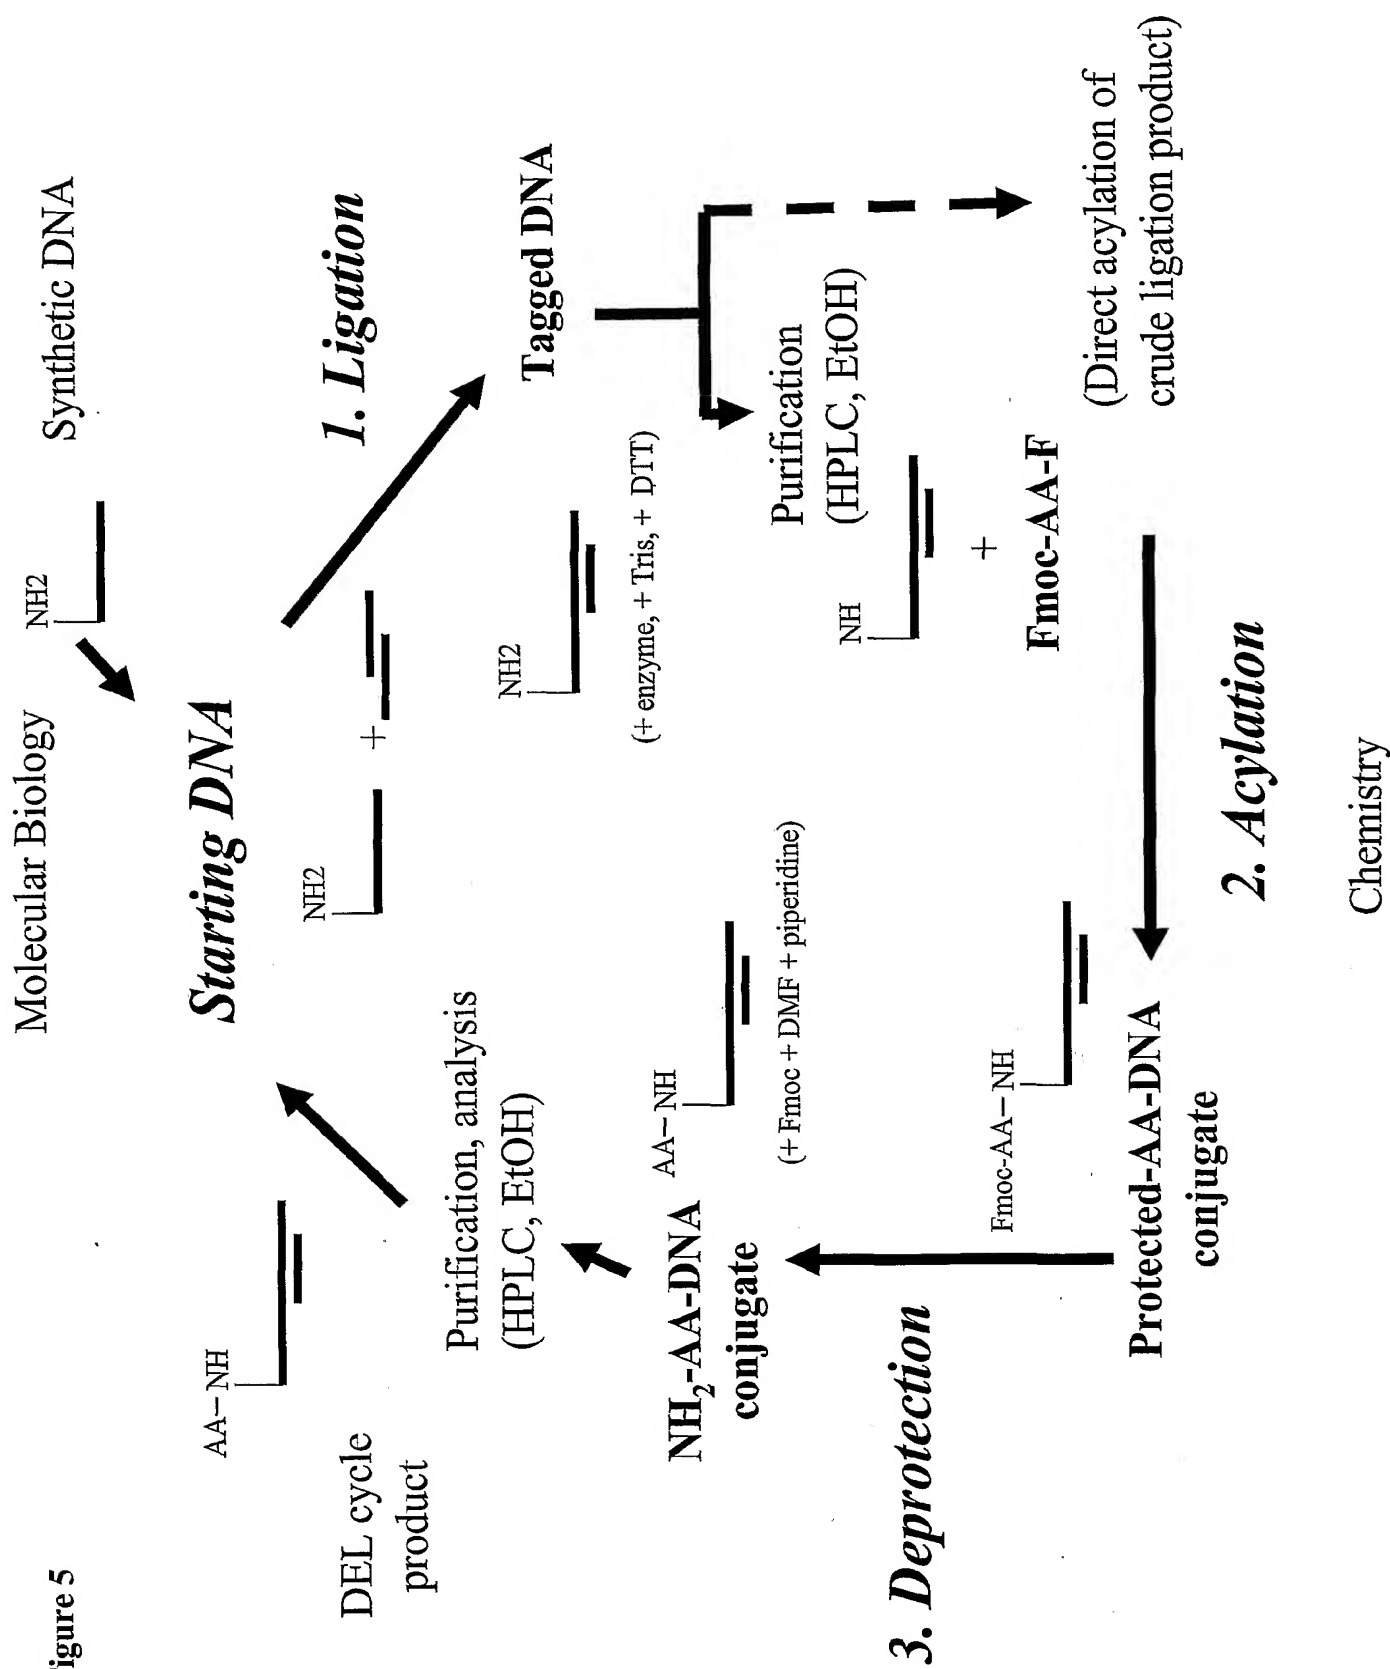 igure 5
Molecular Biology
NH2
Synthetic DNA
Starting DNA
NH2
+
1. Ligation
Tagged DNA
NH2
(+ enzyme, + Tris, + DTT)
Purification
(HPLC, EtOH)
NH
+
Fmoc-AA-F
(Direct acylation of
crude ligation product)
2. Acylation
Chemistry
Fmoc-AA–NH
Protected-AA-DNA
conjugate
3. Deprotection
AA–NH
(+ Fmoc + DMF + piperidine)
NH₂-AA-DNA
conjugate
Purification, analysis
(HPLC, EtOH)
AA–NH
DEL cycle
product